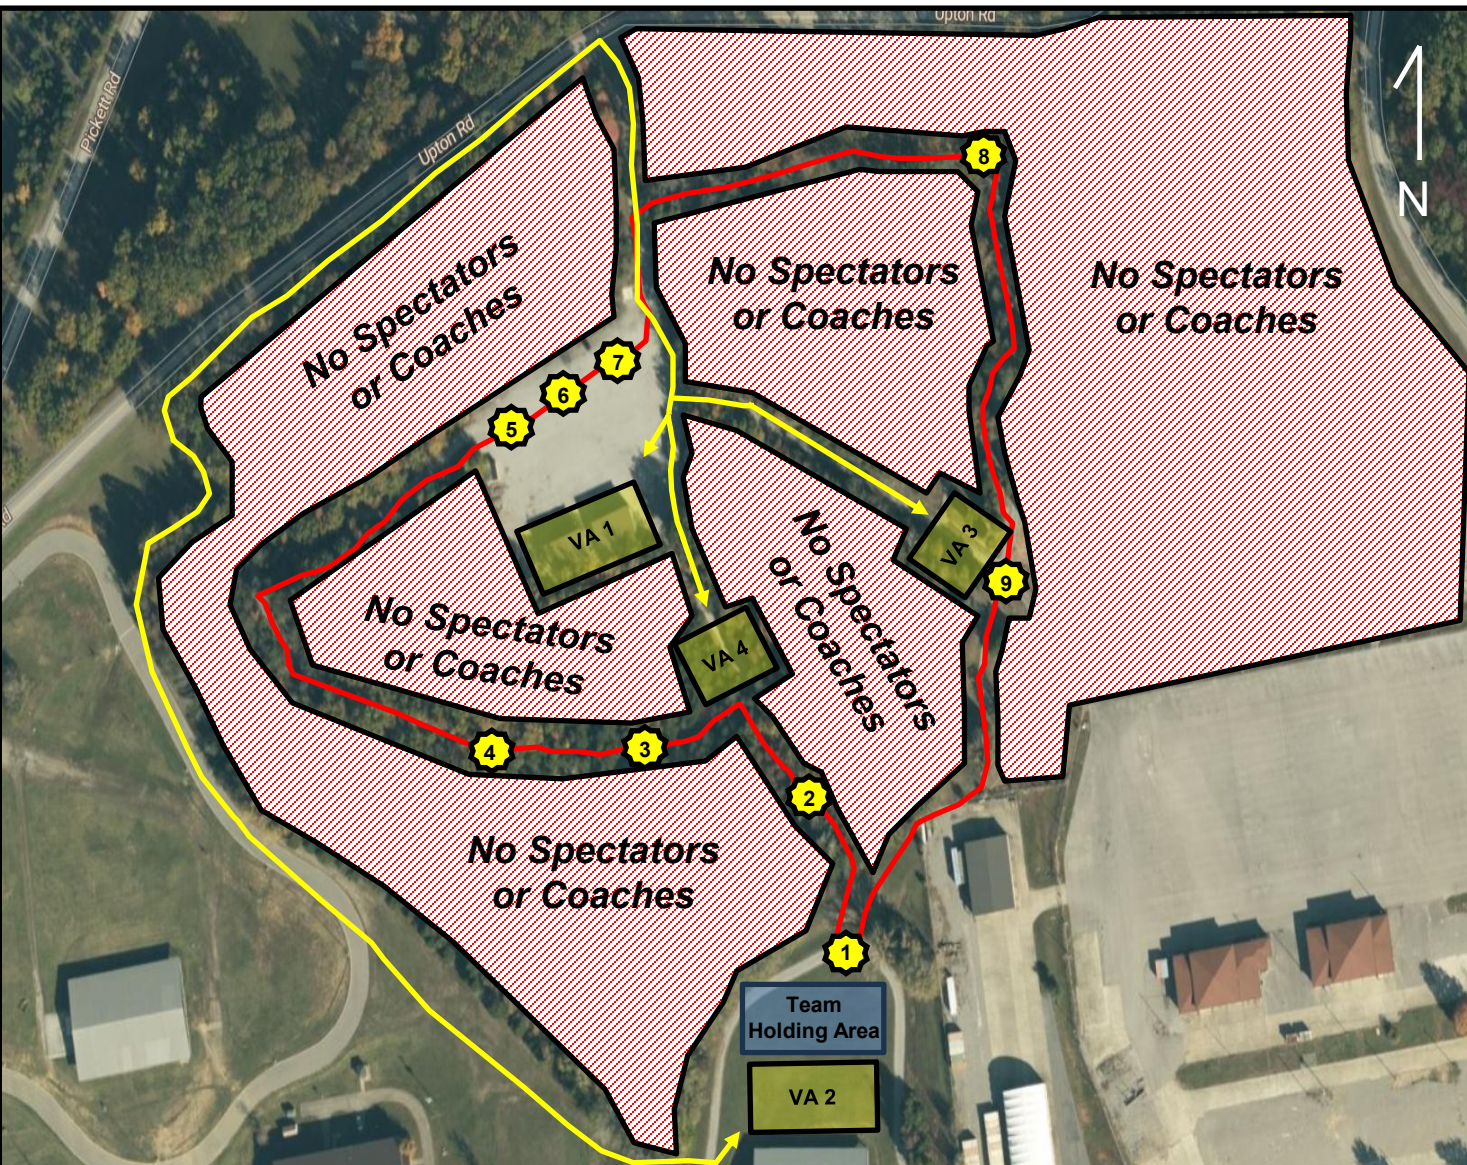 Upton Rd
Pickett Rd
Upton Rd
N
8
No Spectators
or Coaches
No Spectators
or Coaches
No Spectators
or Coaches
7
6
5
VA 1
VA 3
9
No Spectators
or Coaches
No Spectators
or Coaches
VA 4
4
3
2
No Spectators
or Coaches
1
Team
Holding Area
VA 2